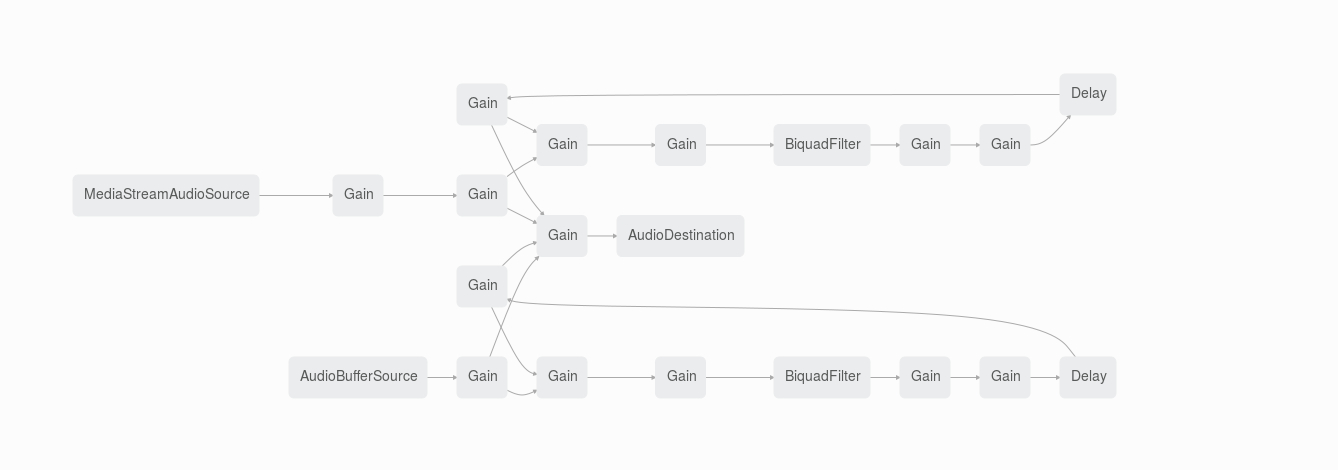 Delay
Gain
Gain
Gain
BiquadFilter
Gain
Gain
MediaStreamAudioSource
Gain
Gain
Gain
AudioDestination
Gain
AudioBufferSource
Gain
Gain
Gain
BiquadFilter
Gain
Gain
Delay